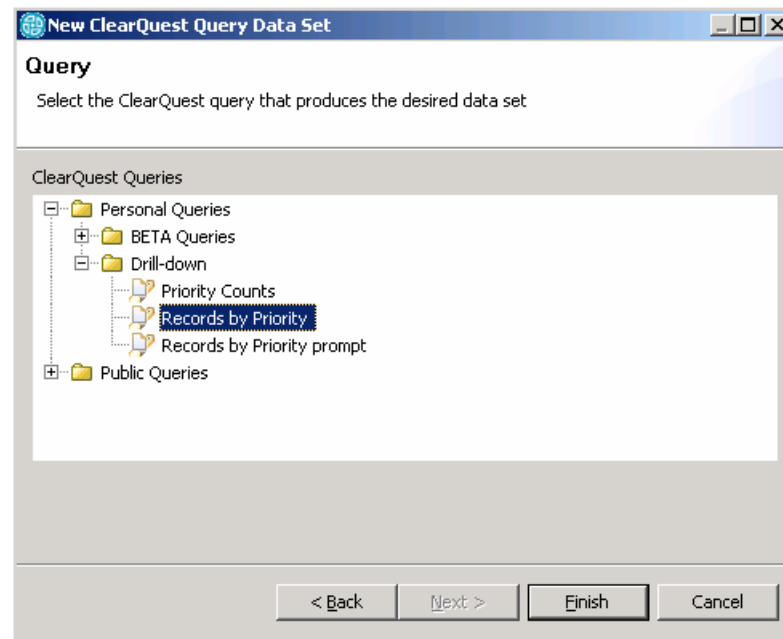 New ClearQuest Query Data Set
Query
Select the ClearQuest query that produces the desired data set
ClearQuest Queries
Personal Queries
BETA Queries
Drill-down
Priority Counts
Records by Priority
Records by Priority prompt
Public Queries
< Back Next > Finish Cancel